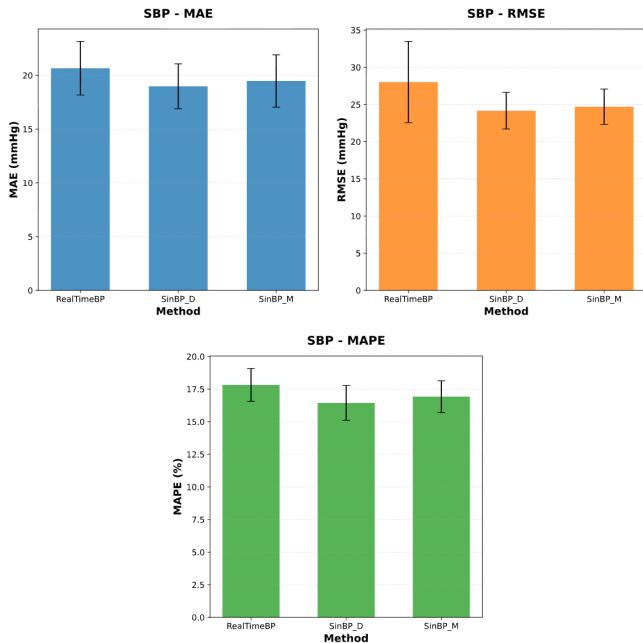 SBP - MAE
MAE (mmHg)
20
15
10
5
0
RealTimeBP
SinBP_D
SinBP_M
Method
SBP - RMSE
RMSE (mmHg)
35
30
25
20
15
10
5
0
RealTimeBP
SinBP_D
SinBP_M
Method
SBP - MAPE
MAPE (%)
20.0
17.5
15.0
12.5
10.0
7.5
5.0
2.5
0.0
RealTimeBP
SinBP_D
SinBP_M
Method